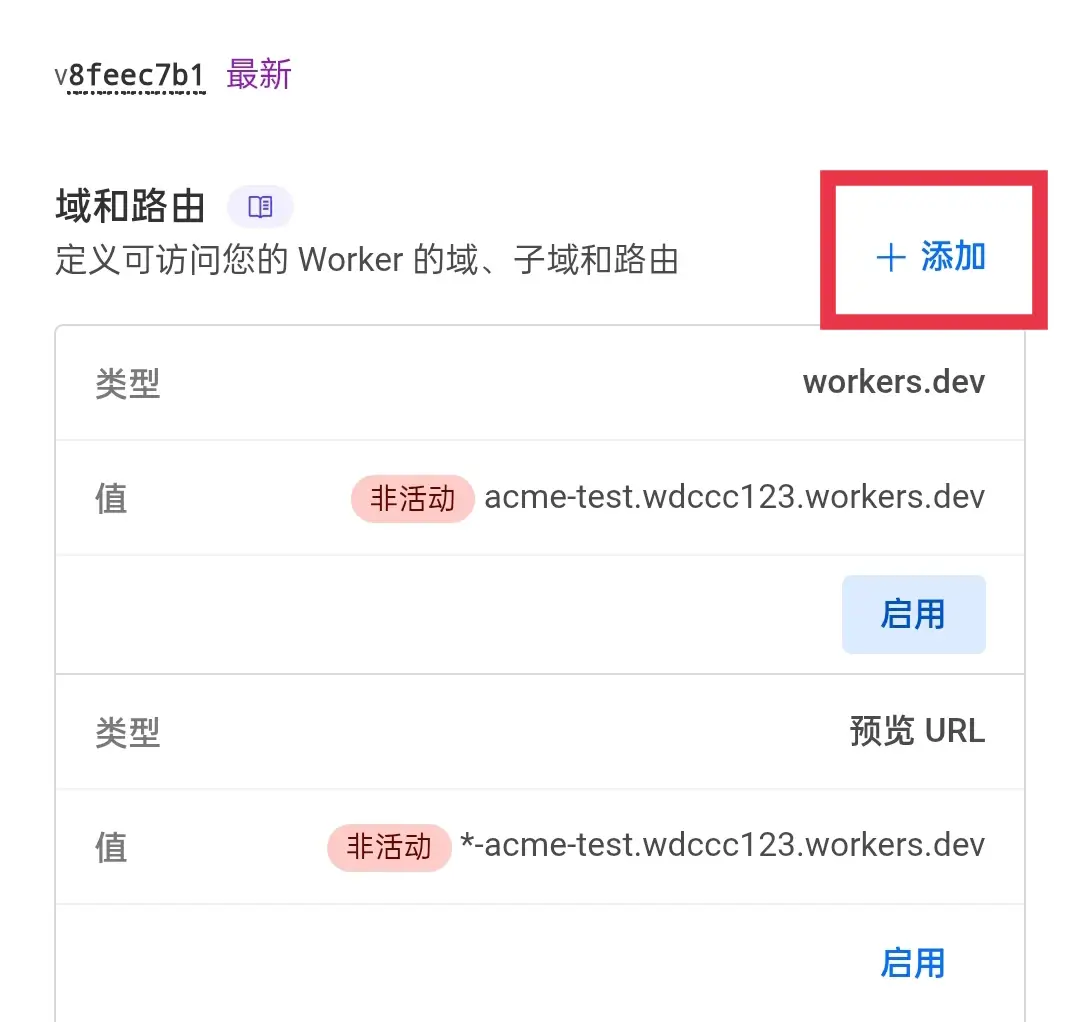 v8feec7b1 最新
域和路由
定义可访问您的 Worker 的域、子域和路由
+ 添加
类型 workers.dev
值 非活动 acme-test.wdccc123.workers.dev
启用
类型 预览 URL
值 非活动 *-acme-test.wdccc123.workers.dev
启用